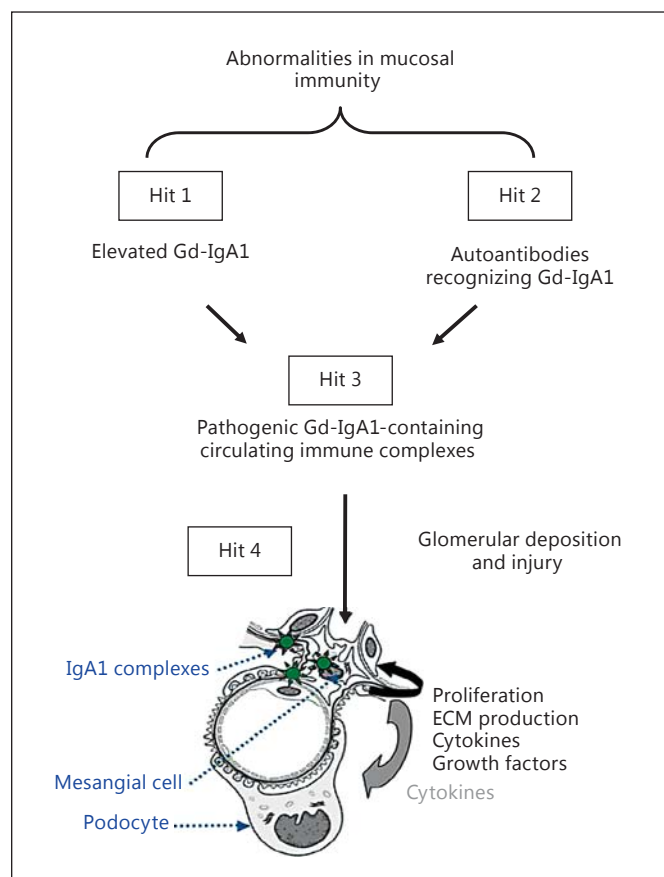 Abnormalities in mucosal
immunity
Hit 1
Hit 2
Elevated Gd-IgA1
Autoantibodies
recognizing Gd-IgA1
Hit 3
Pathogenic Gd-IgA1-containing
circulating immune complexes
Hit 4
Glomerular deposition
and injury
IgA1 complexes
Proliferation
ECM production
Cytokines
Growth factors
Mesangial cell
Cytokines
Podocyte